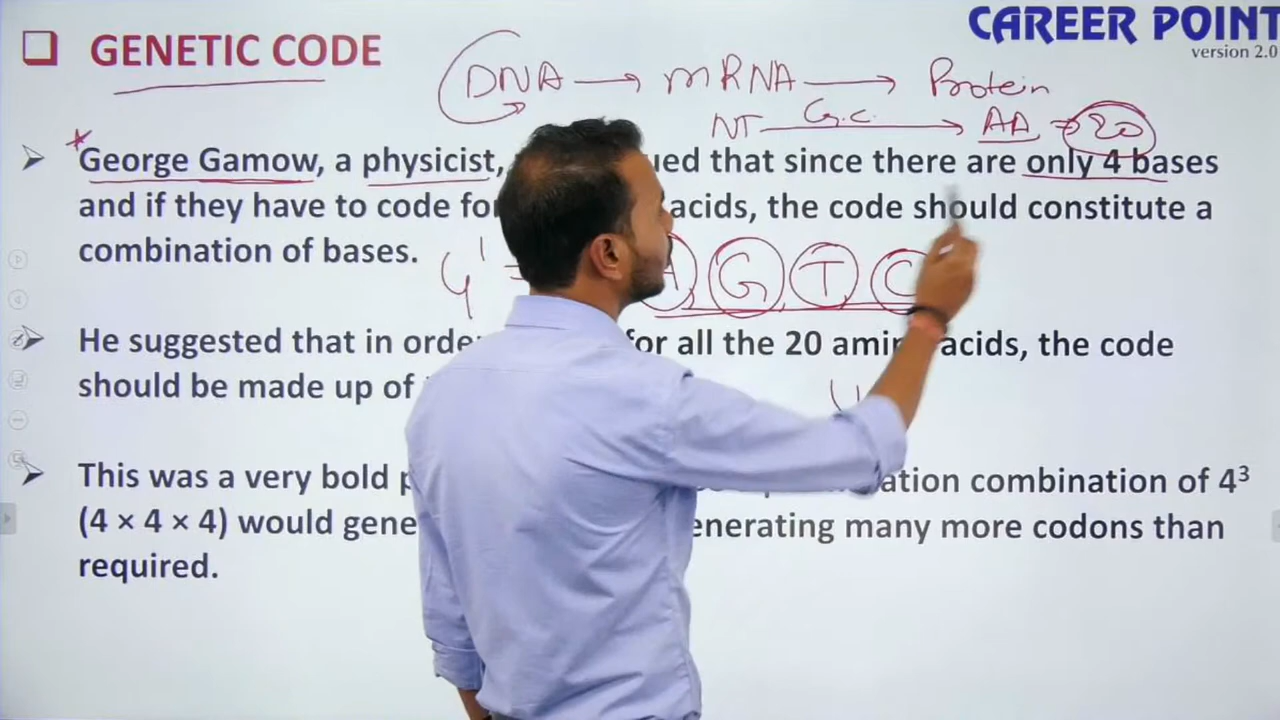 CAREER POINT
version 2.0
GENETIC CODE
DNA → mRNA → Protein
NT G.C. → AA ⇒ 20
George Gamow, a physicist, ued that since there are only 4 bases
and if they have to code fo acids, the code should constitute a
combination of bases.
4¹ = A G T C
He suggested that in orde for all the 20 amin acids, the code
should be made up of
This was a very bold p ation combination of 4³
(4 × 4 × 4) would gene enerating many more codons than
required.